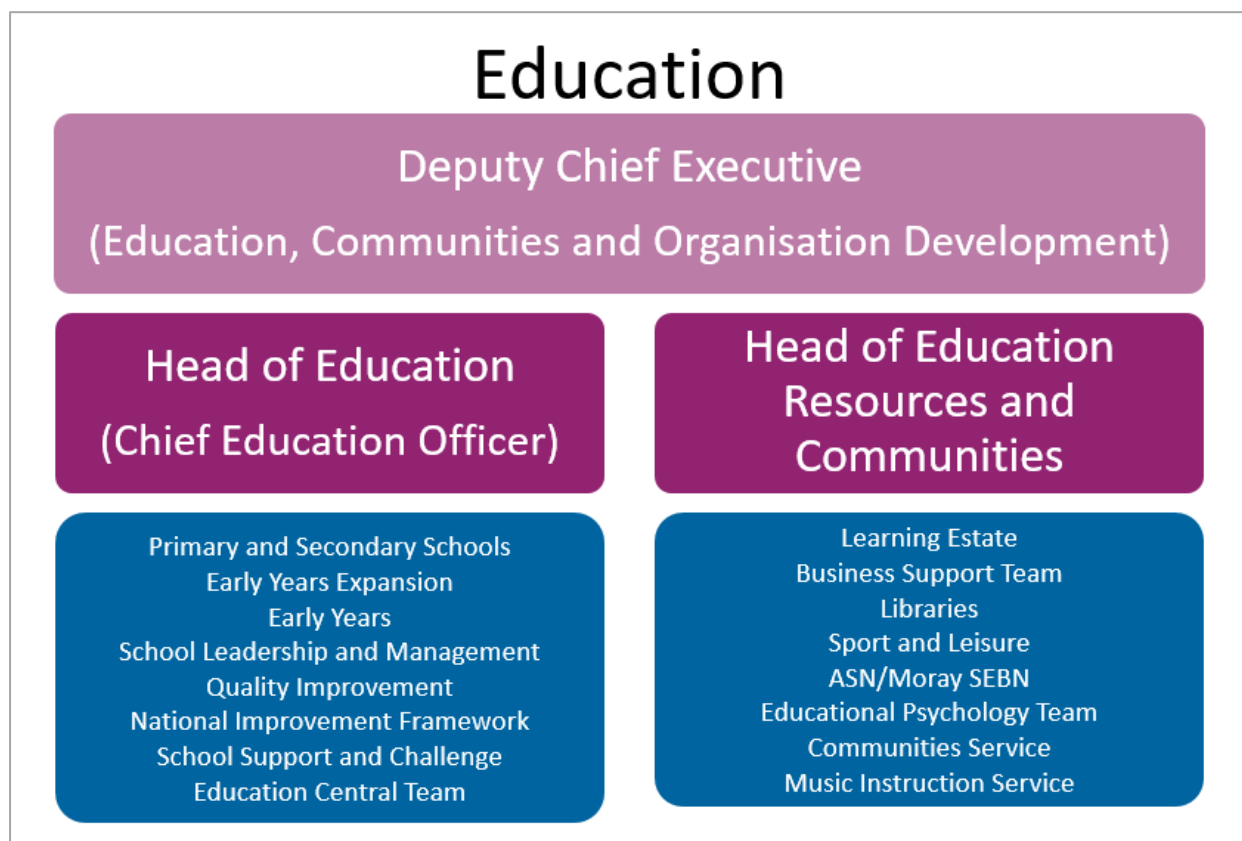 Education
Deputy Chief Executive
(Education, Communities and Organisation Development)
Head of Education
(Chief Education Officer)
Head of Education
Resources and
Communities
Primary and Secondary Schools
Early Years Expansion
Early Years
School Leadership and Management
Quality Improvement
National Improvement Framework
School Support and Challenge
Education Central Team
Learning Estate
Business Support Team
Libraries
Sport and Leisure
ASN/Moray SEBN
Educational Psychology Team
Communities Service
Music Instruction Service